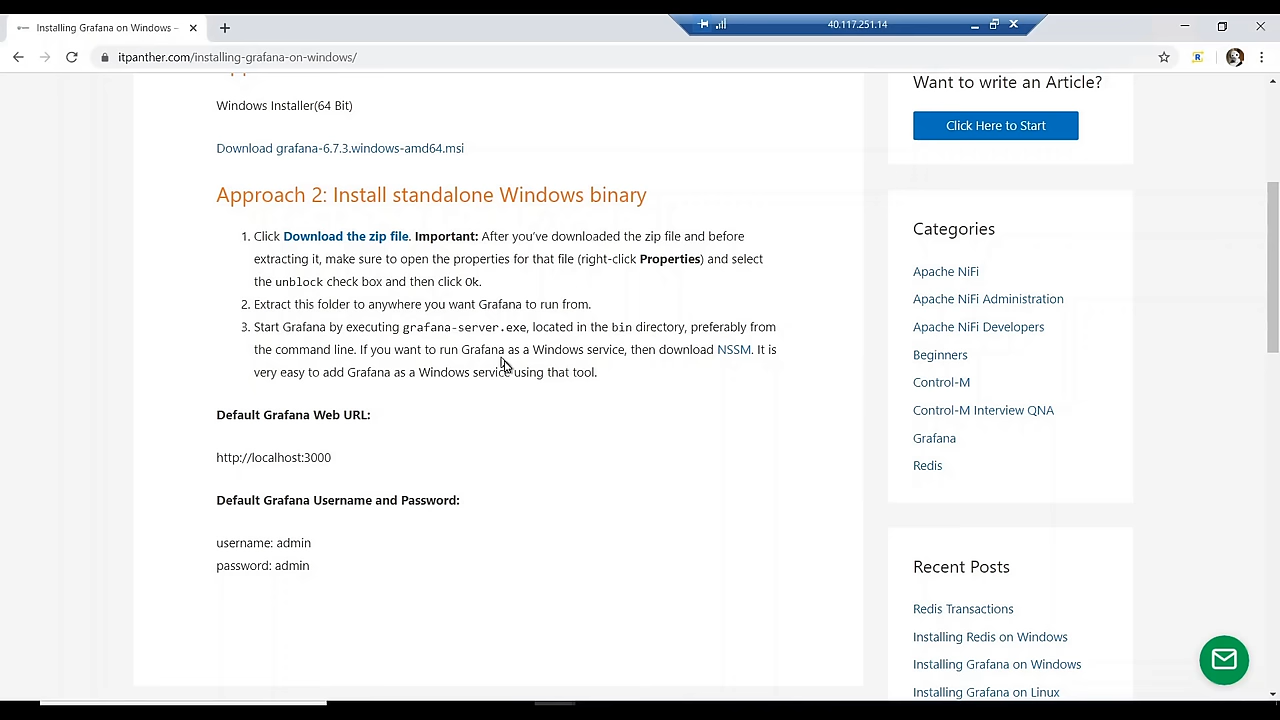 Installing Grafana on Windows –
40.117.251.14
itpanther.com/installing-grafana-on-windows/
Windows Installer(64 Bit)
Download grafana-6.7.3.windows-amd64.msi
Approach 2: Install standalone Windows binary
1. Click Download the zip file. Important: After you've downloaded the zip file and before
extracting it, make sure to open the properties for that file (right-click Properties) and select
the unblock check box and then click Ok.
2. Extract this folder to anywhere you want Grafana to run from.
3. Start Grafana by executing grafana-server.exe, located in the bin directory, preferably from
the command line. If you want to run Grafana as a Windows service, then download NSSM. It is
very easy to add Grafana as a Windows service using that tool.
Default Grafana Web URL:
http://localhost:3000
Default Grafana Username and Password:
username: admin
password: admin
Want to write an Article?
Click Here to Start
Categories
Apache NiFi
Apache NiFi Administration
Apache NiFi Developers
Beginners
Control-M
Control-M Interview QNA
Grafana
Redis
Recent Posts
Redis Transactions
Installing Redis on Windows
Installing Grafana on Windows
Installing Grafana on Linux